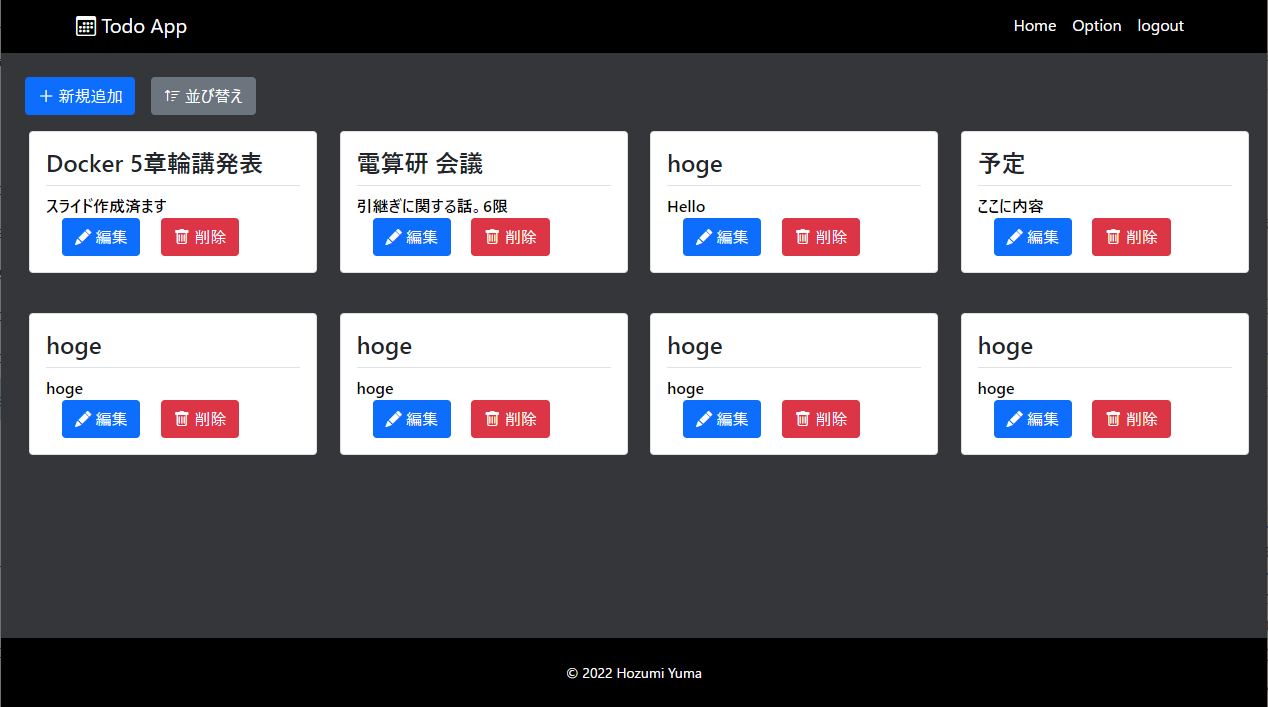 Todo App
Home Option logout
新規追加 並び替え
Docker 5章輪講発表
スライド作成済ます
編集 削除
電算研 会議
引継ぎに関する話。6限
編集 削除
hoge
Hello
編集 削除
予定
ここに内容
編集 削除
hoge
hoge
編集 削除
hoge
hoge
編集 削除
hoge
hoge
編集 削除
hoge
hoge
編集 削除
© 2022 Hozumi Yuma